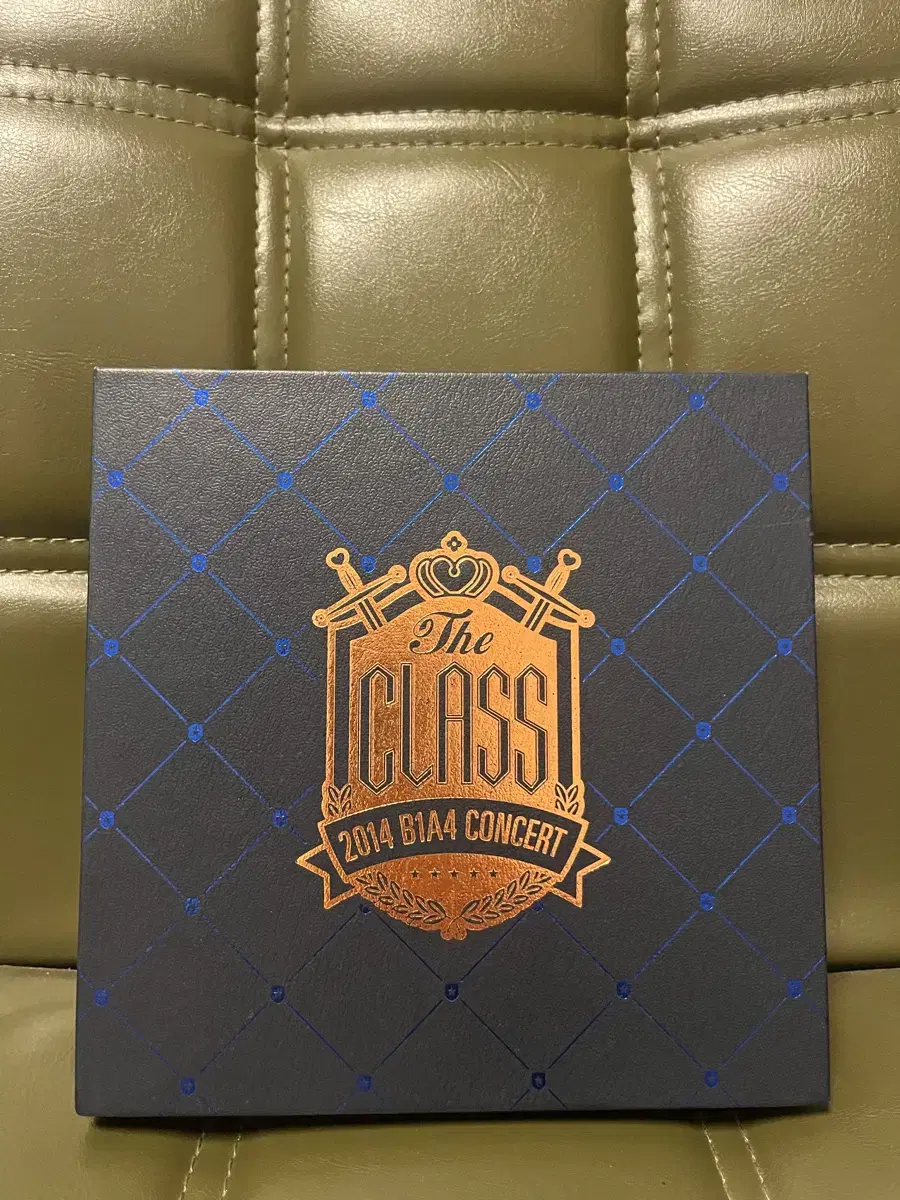 The
CLASS
2014 B1A4 CONCERT